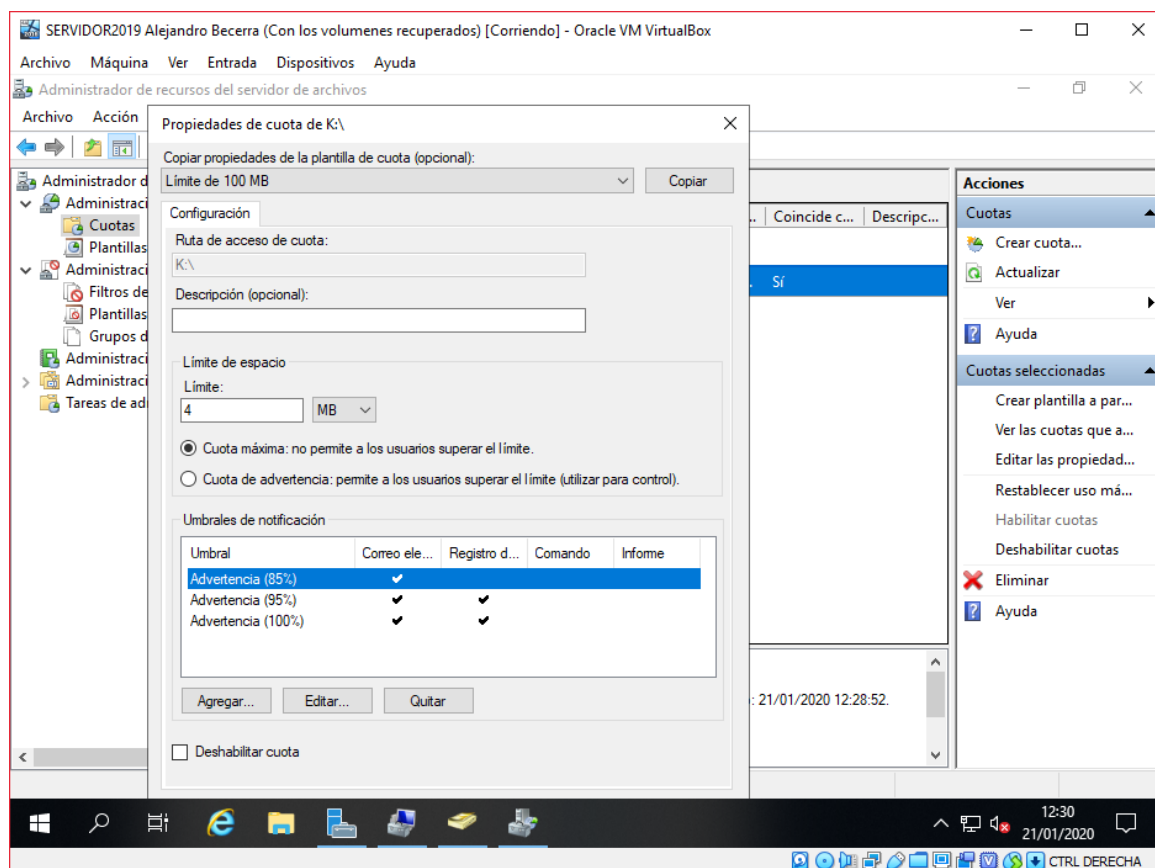 SERVIDOR2019 Alejandro Becerra (Con los volumenes recuperados) [Corriendo] - Oracle VM VirtualBox
Archivo Máquina Ver Entrada Dispositivos Ayuda
Administrador de recursos del servidor de archivos
Archivo Acción
Propiedades de cuota de K:\
Copiar propiedades de la plantilla de cuota (opcional):
Límite de 100 MB
Copiar
Configuración
Ruta de acceso de cuota:
K:\
Descripción (opcional):
Límite de espacio
Límite:
4 MB
Cuota máxima: no permite a los usuarios superar el límite.
Cuota de advertencia: permite a los usuarios superar el límite (utilizar para control).
Umbrales de notificación
Umbral Correo ele... Registro d... Comando Informe
Advertencia (85%)
Advertencia (95%)
Advertencia (100%)
Agregar... Editar... Quitar
Deshabilitar cuota
Administrador d
Administraci
Cuotas
Plantillas
Administraci
Filtros de
Plantillas
Grupos d
Administraci
Administraci
Tareas de ad
.. Coincide c... Descripc...
. Sí
: 21/01/2020 12:28:52.
Acciones
Cuotas
Crear cuota...
Actualizar
Ver
Ayuda
Cuotas seleccionadas
Crear plantilla a par...
Ver las cuotas que a...
Editar las propiedad...
Restablecer uso má...
Habilitar cuotas
Deshabilitar cuotas
Eliminar
Ayuda
12:30
21/01/2020
CTRL DERECHA